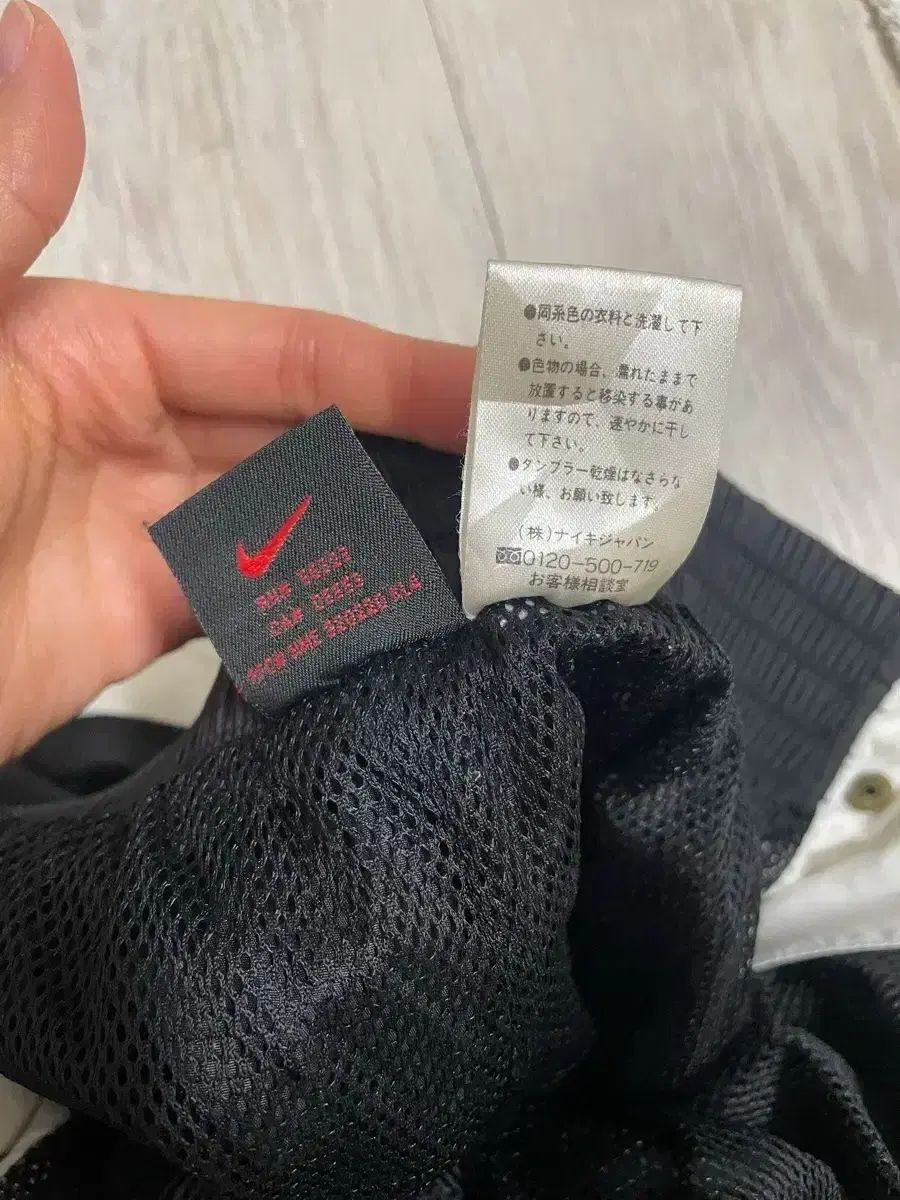 ●同系色の衣料と洗濯して下
さい。
●色物の場合、濡れたままで
放置すると移染する事があ
りますので、速やかに干し
て下さい。
●タンブラー乾燥はなさらな
い様、お願い致します。
(株)ナイキジャパン
0120-500-719
お客様相談室
RN#
CA#